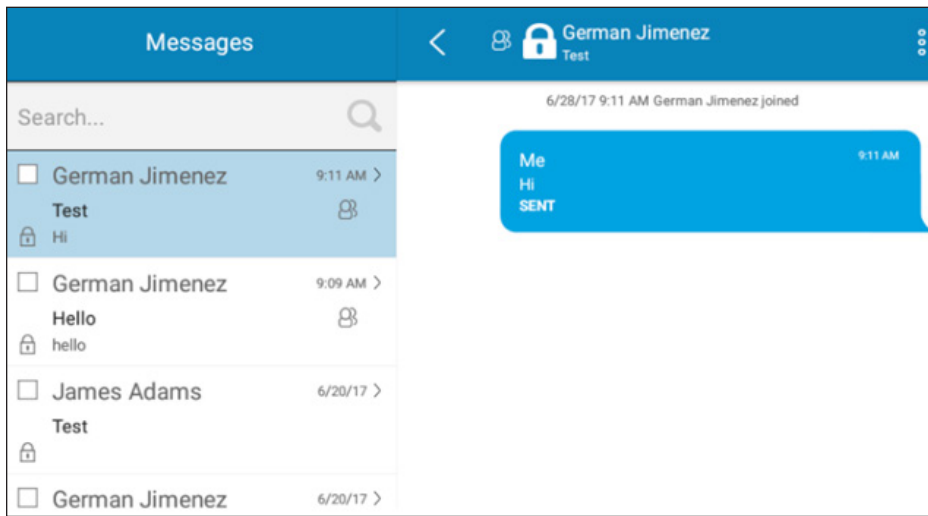 Messages
Search...
German Jimenez 9:11 AM
Test
Hi
German Jimenez 9:09 AM
Hello
hello
James Adams 6/20/17
Test
German Jimenez 6/20/17
German Jimenez
Test
6/28/17 9:11 AM German Jimenez joined
Me 9:11 AM
Hi
SENT